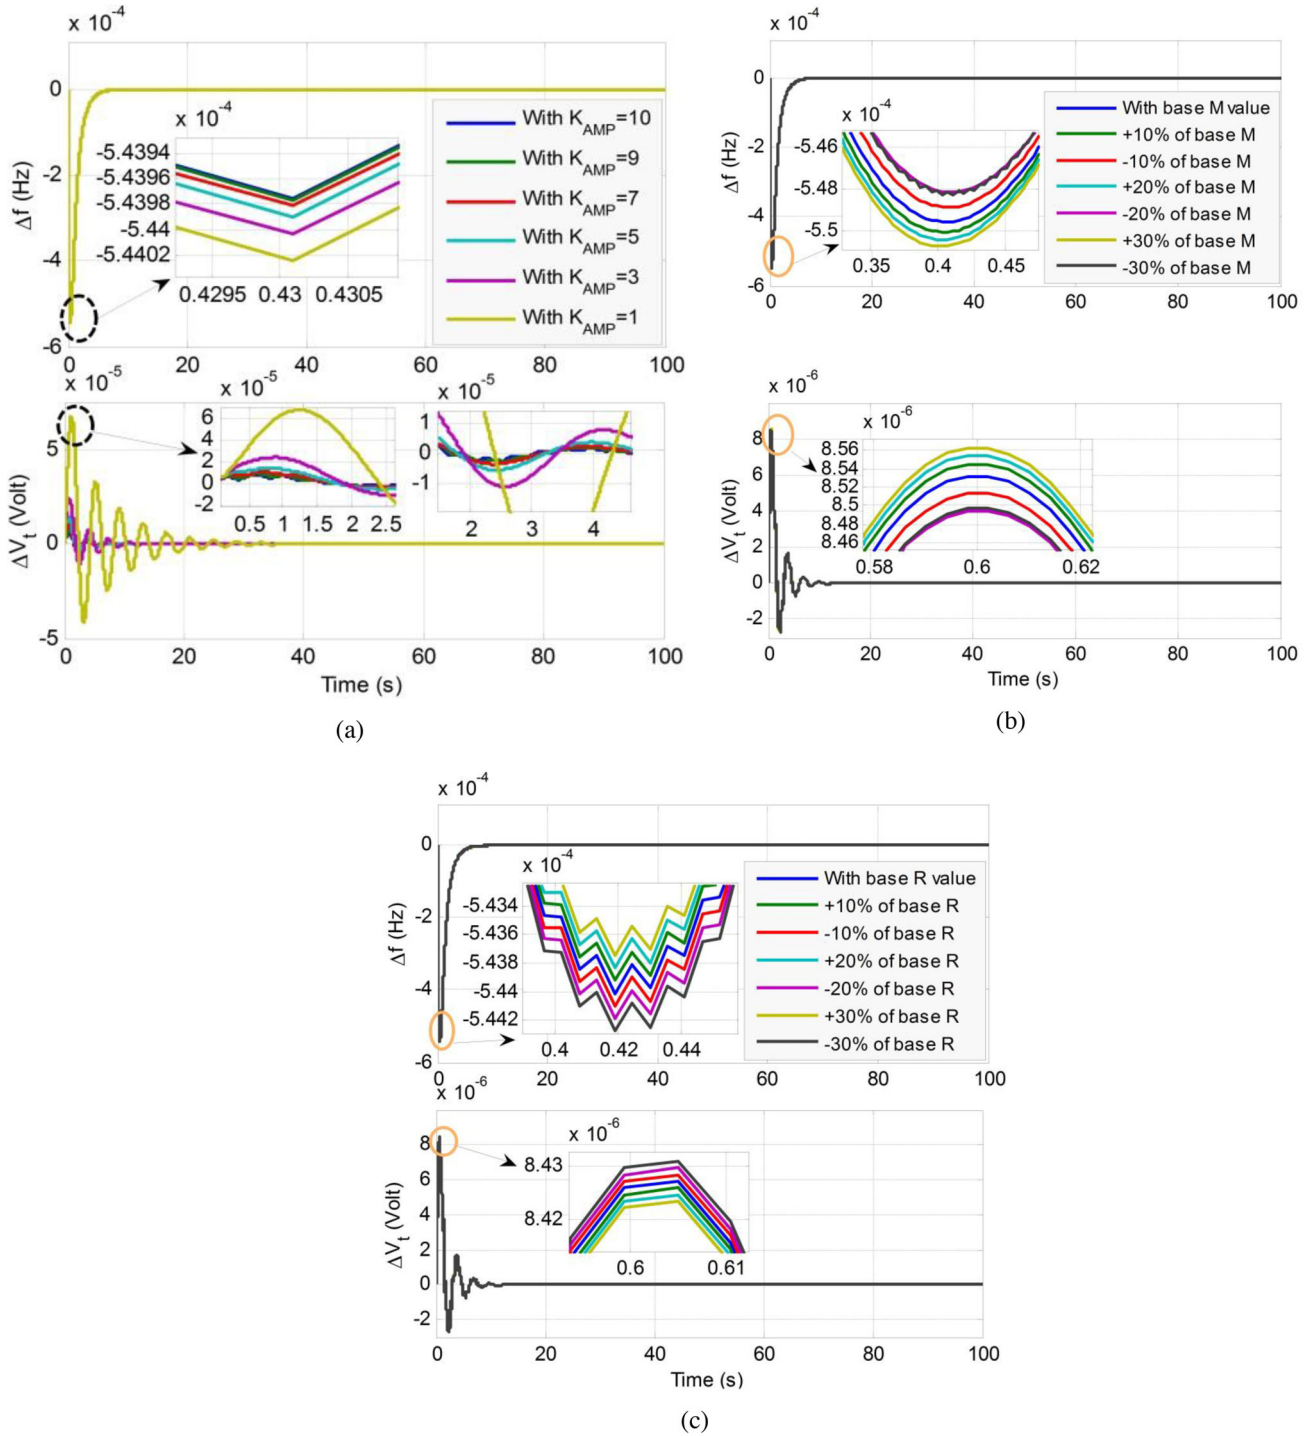 x 10-4
0
-2
-4
-6
Δf (Hz)
0 20 40 60 80 100
x 10-4
-5.4394
-5.4396
-5.4398
-5.44
-5.4402
0.4295 0.43 0.4305
With KAMP=10
With KAMP=9
With KAMP=7
With KAMP=5
With KAMP=3
With KAMP=1
x 10-5
5
0
-5
ΔVt (Volt)
x 10-5
6
4
2
0
-2
0.5 1 1.5 2 2.5
x 10-5
1
0
-1
2 3 4
0 20 40 60 80 100
Time (s)
(a)
x 10-4
0
-2
-4
-6
Δf (Hz)
0 20 40 60 80 100
x 10-4
-5.46
-5.48
-5.5
0.35 0.4 0.45
With base M value
+10% of base M
-10% of base M
+20% of base M
-20% of base M
+30% of base M
-30% of base M
x 10-6
8
6
4
2
0
-2
ΔVt (Volt)
x 10-6
8.56
8.54
8.52
8.5
8.48
8.46
0.58 0.6 0.62
0 20 40 60 80 100
Time (s)
(b)
x 10-4
0
-2
-4
-6
Δf (Hz)
0 20 40 60 80 100
x 10-4
-5.434
-5.436
-5.438
-5.44
-5.442
0.4 0.42 0.44
With base R value
+10% of base R
-10% of base R
+20% of base R
-20% of base R
+30% of base R
-30% of base R
x 10-6
8
6
4
2
0
-2
ΔVt (Volt)
x 10-6
8.43
8.42
0.6 0.61
0 20 40 60 80 100
Time (s)
(c)